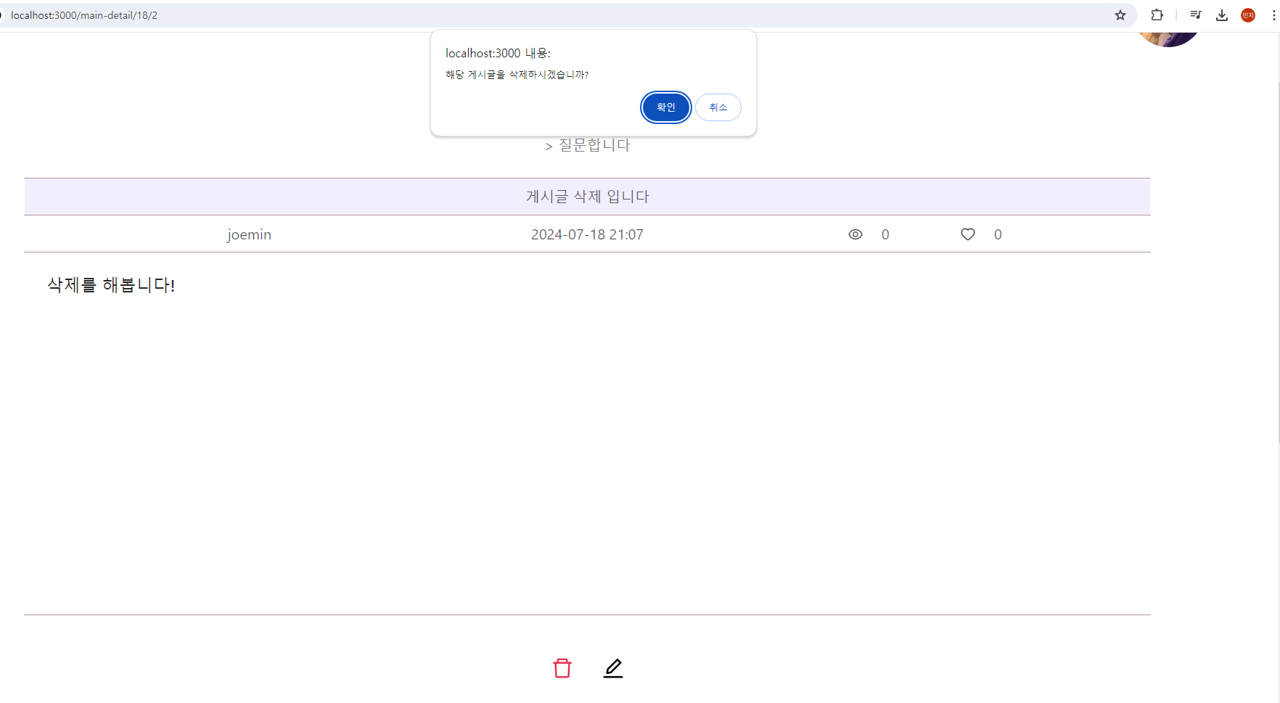 localhost:3000/main-detail/18/2
민지
localhost:3000 내용:
해당 게시글을 삭제하시겠습니까?
확인 취소
> 질문합니다
게시글 삭제 입니다
joemin 2024-07-18 21:07 0 0
삭제를 해봅니다!